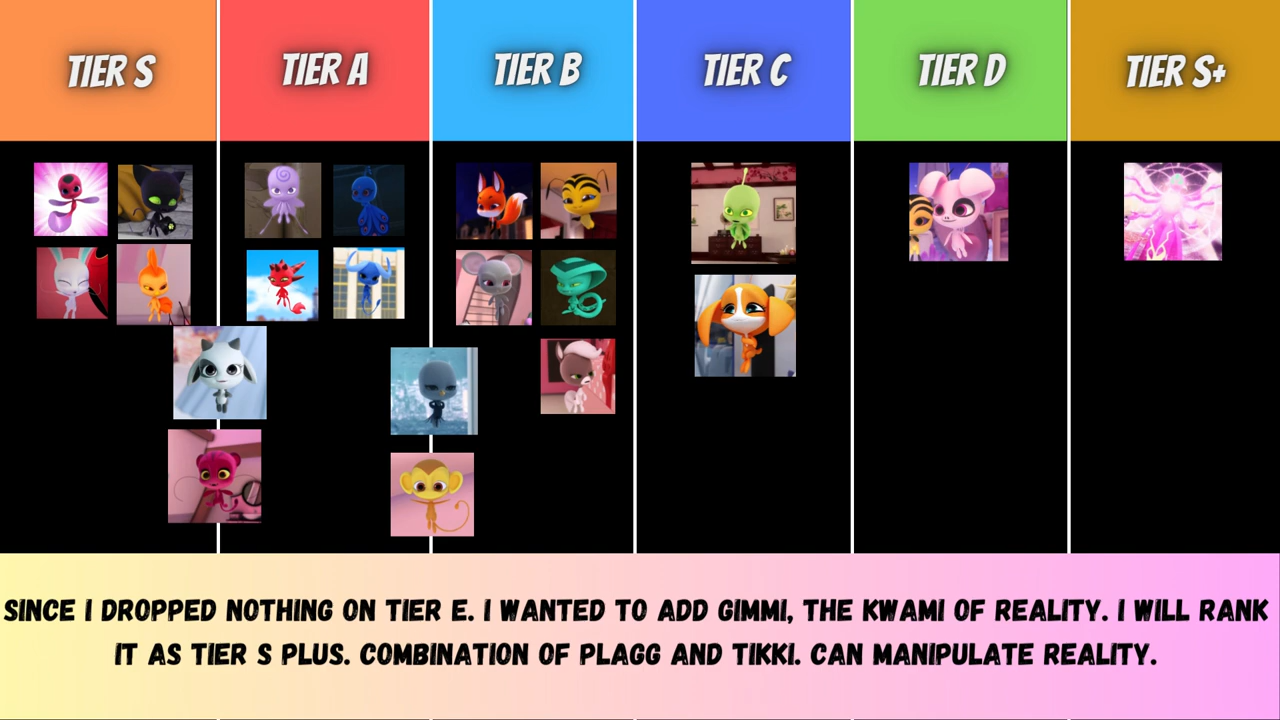 TIER S
TIER A
TIER B
TIER C
TIER D
TIER S+
SINCE I DROPPED NOTHING ON TIER E. I WANTED TO ADD GIMMI, THE KWAMI OF REALITY. I WILL RANK
IT AS TIER S PLUS. COMBINATION OF PLAGG AND TIKKI. CAN MANIPULATE REALITY.